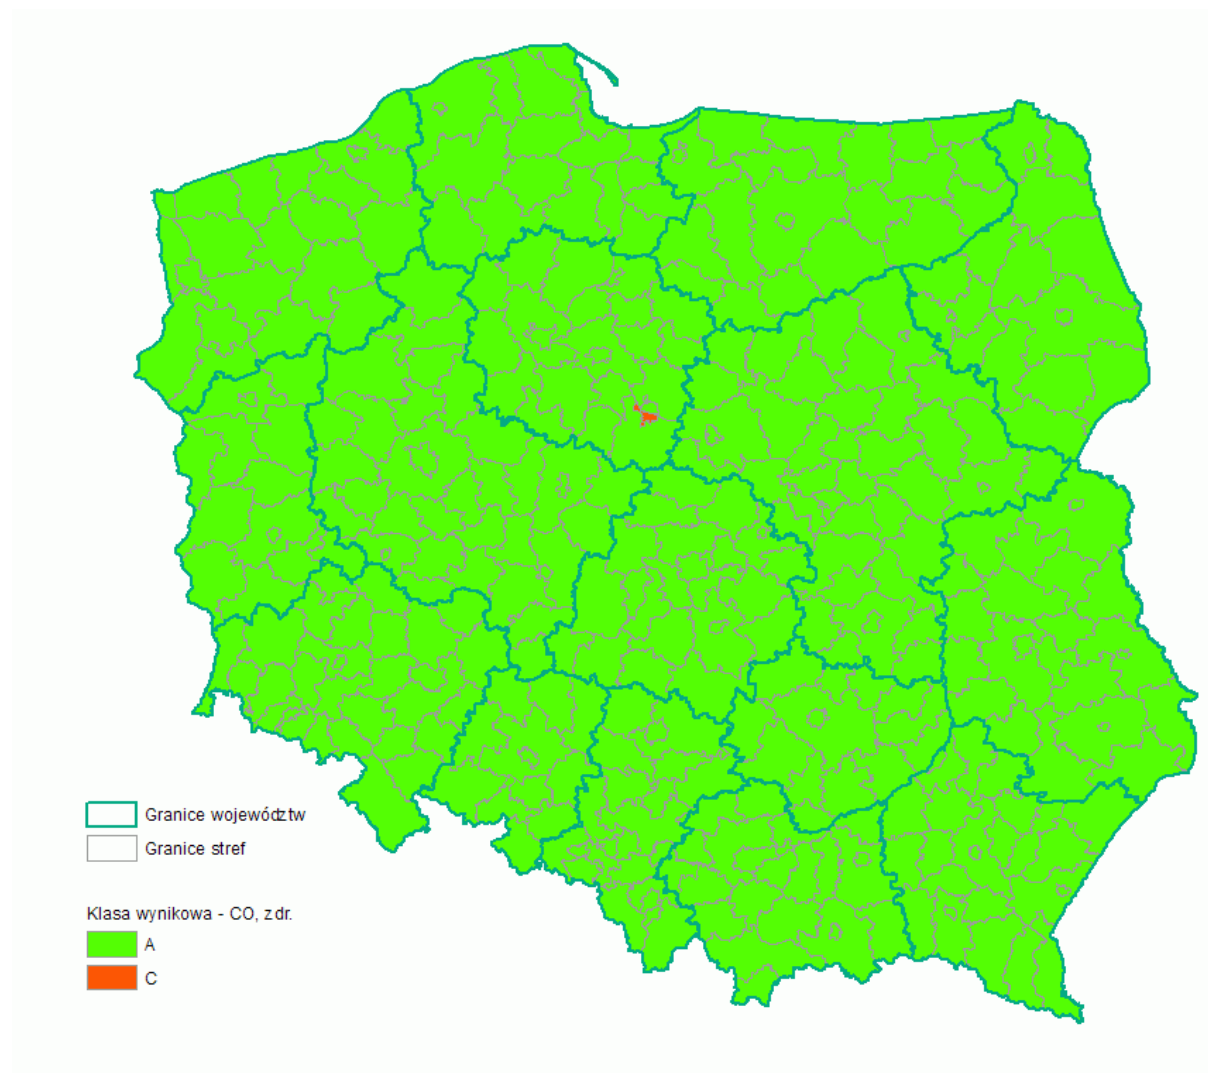 Granice województw
Granice stref
Klasa wynikowa - CO, zdr.
A
C